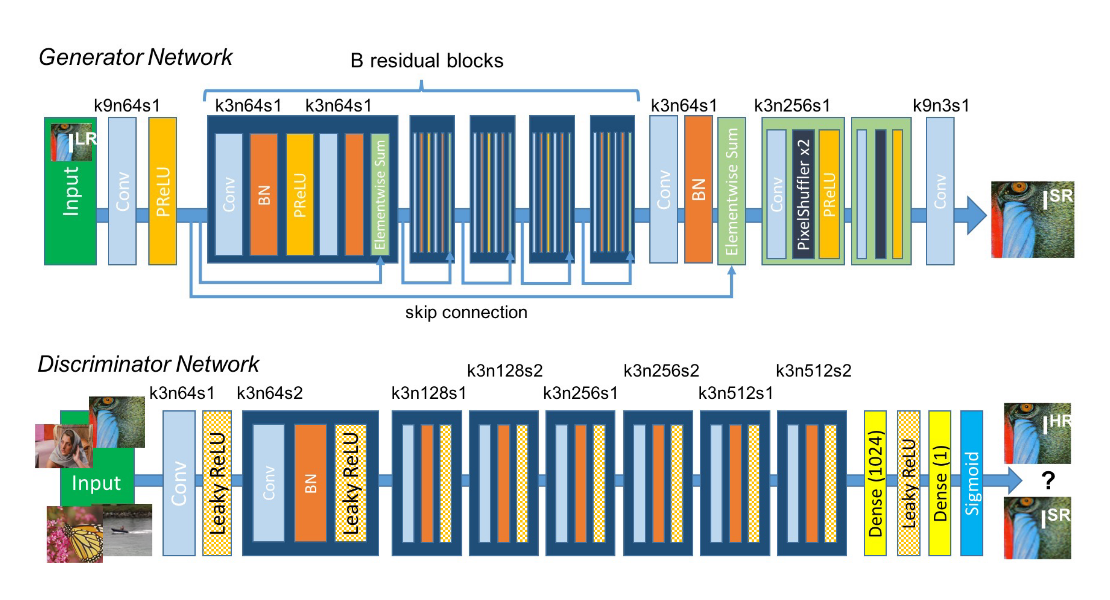 Generator Network
B residual blocks
k9n64s1
k3n64s1
k3n64s1
k3n64s1
k3n256s1
k9n3s1
Input
I^LR
Conv
PReLU
Conv
BN
PReLU
Elementwise Sum
Conv
BN
Elementwise Sum
Conv
PixelShuffler x2
PReLU
Conv
I^SR
skip connection
Discriminator Network
k3n64s1
k3n64s2
k3n128s1
k3n128s2
k3n256s1
k3n256s2
k3n512s1
k3n512s2
Input
Conv
Leaky ReLU
Conv
BN
Leaky ReLU
Dense (1024)
Leaky ReLU
Dense (1)
Sigmoid
I^HR
?
I^SR